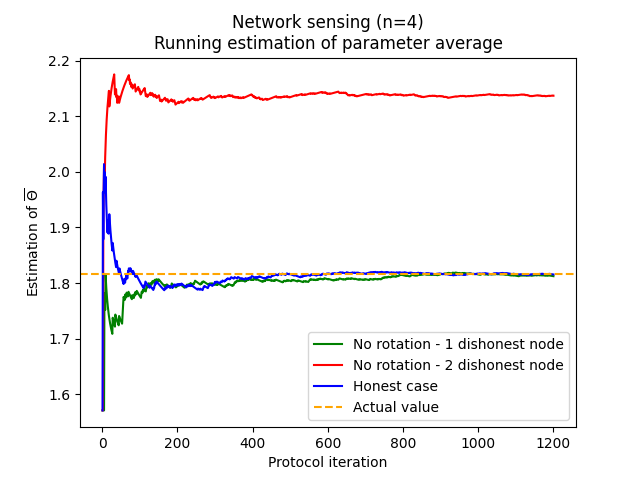 Network sensing (n=4)
Running estimation of parameter average
Estimation of Θ̅
2.2
2.1
2.0
1.9
1.8
1.7
1.6
0 200 400 600 800 1000 1200
Protocol iteration
No rotation - 1 dishonest node
No rotation - 2 dishonest node
Honest case
Actual value